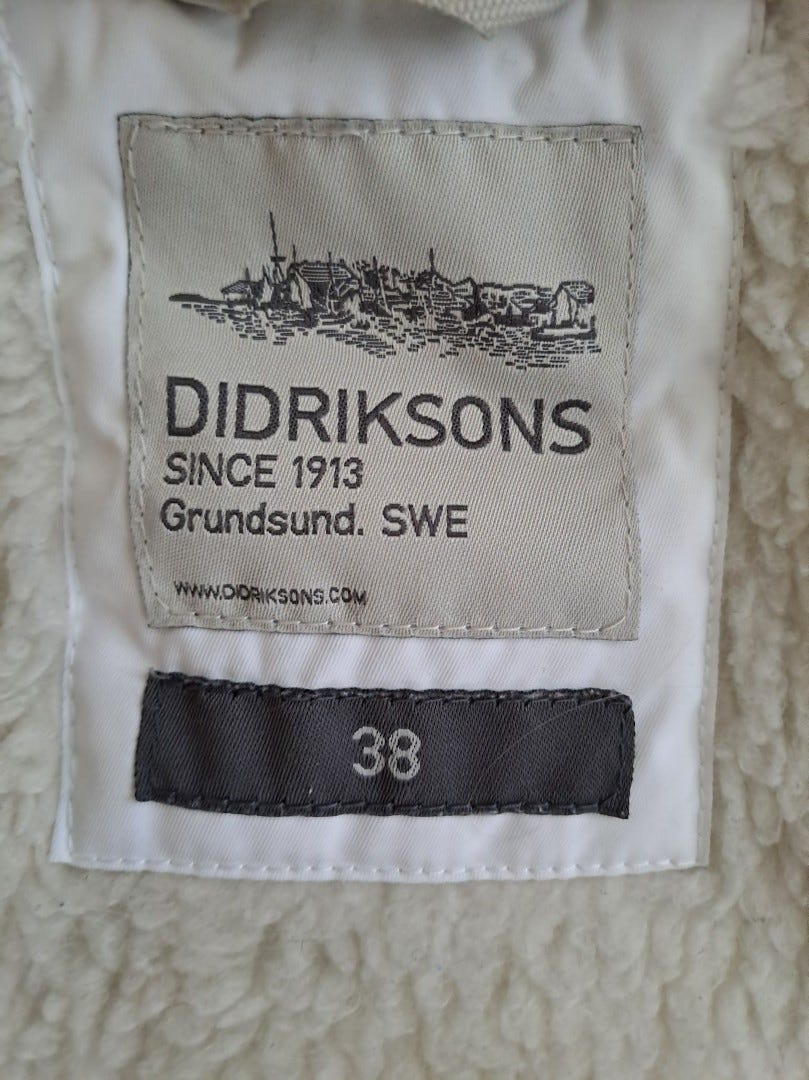 DIDRIKSONS
SINCE 1913
Grundsund. SWE
WWW.DIDRIKSONS.COM
38